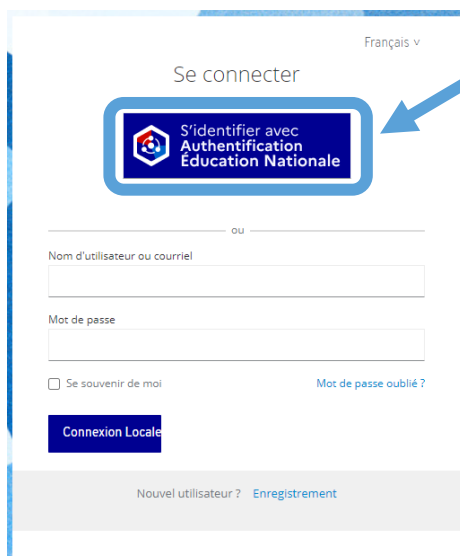 Français v
Se connecter
S'identifier avec
Authentification
Éducation Nationale
ou
Nom d'utilisateur ou courriel
Mot de passe
Se souvenir de moi
Mot de passe oublié ?
Connexion Locale
Nouvel utilisateur ? Enregistrement